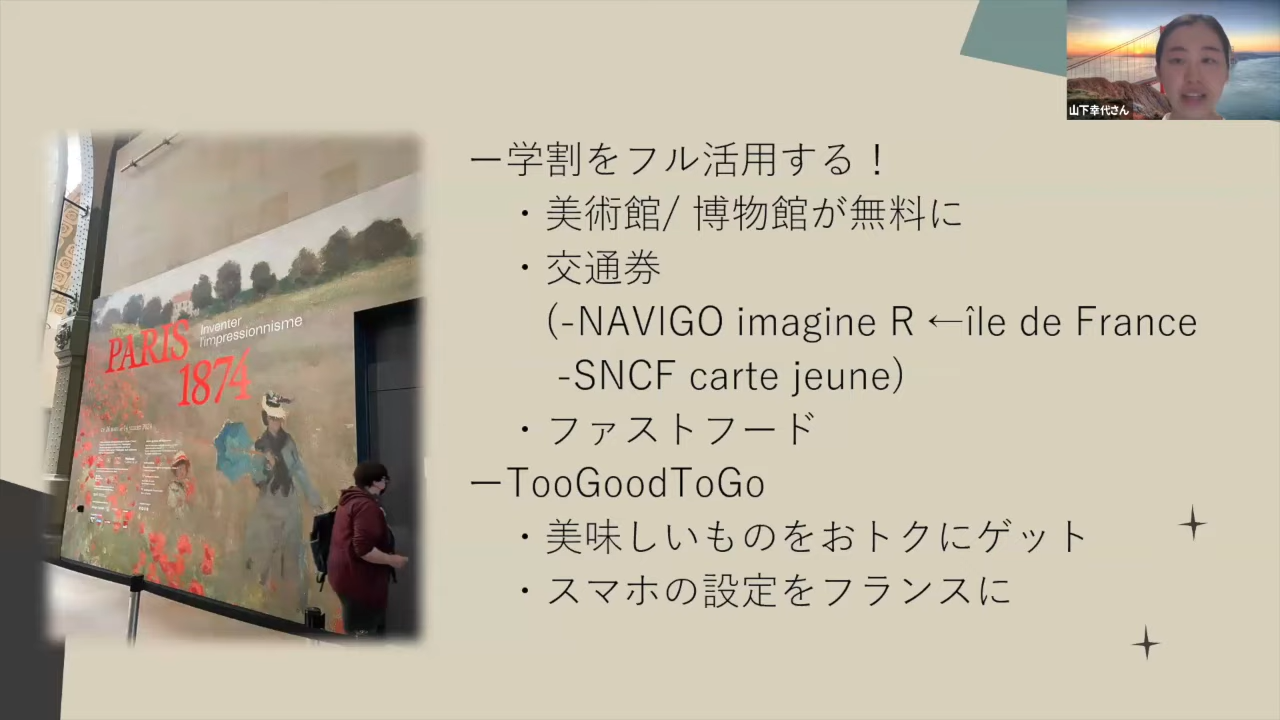 山下幸代さん
ー学割をフル活用する！
・美術館/ 博物館が無料に
・交通券
(-NAVIGO imagine R ←île de France
-SNCF carte jeune)
・ファストフード
ーTooGoodToGo
・美味しいものをおトクにゲット
・スマホの設定をフランスに
PARIS
1874
Inventer
l'impressionnisme